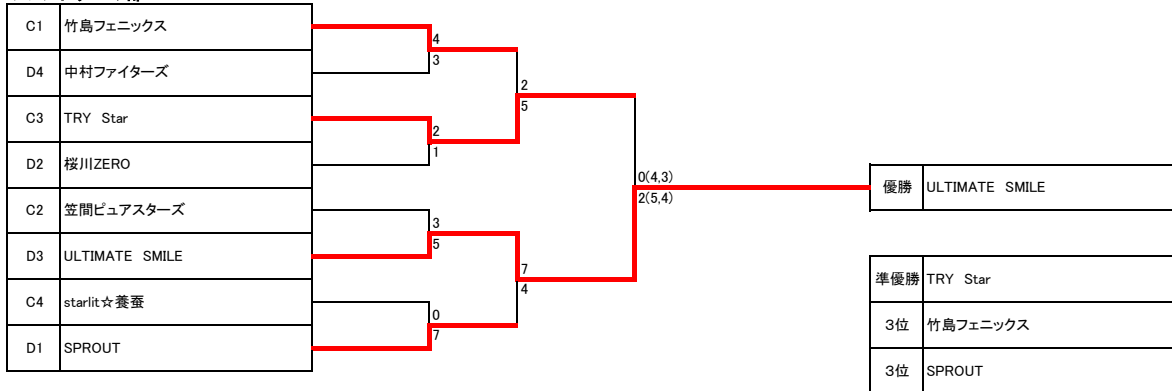 C1 竹島フェニックス
4
3
D4 中村ファイターズ
2
5
C3 TRY Star
2
1
D2 桜川ZERO
0(4,3)
2(5,4)
優勝 ULTIMATE SMILE
C2 笠間ピュアスターズ
3
5
D3 ULTIMATE SMILE
7
4
準優勝 TRY Star
C4 starlit☆養蚕
0
7
3位 竹島フェニックス
D1 SPROUT
3位 SPROUT